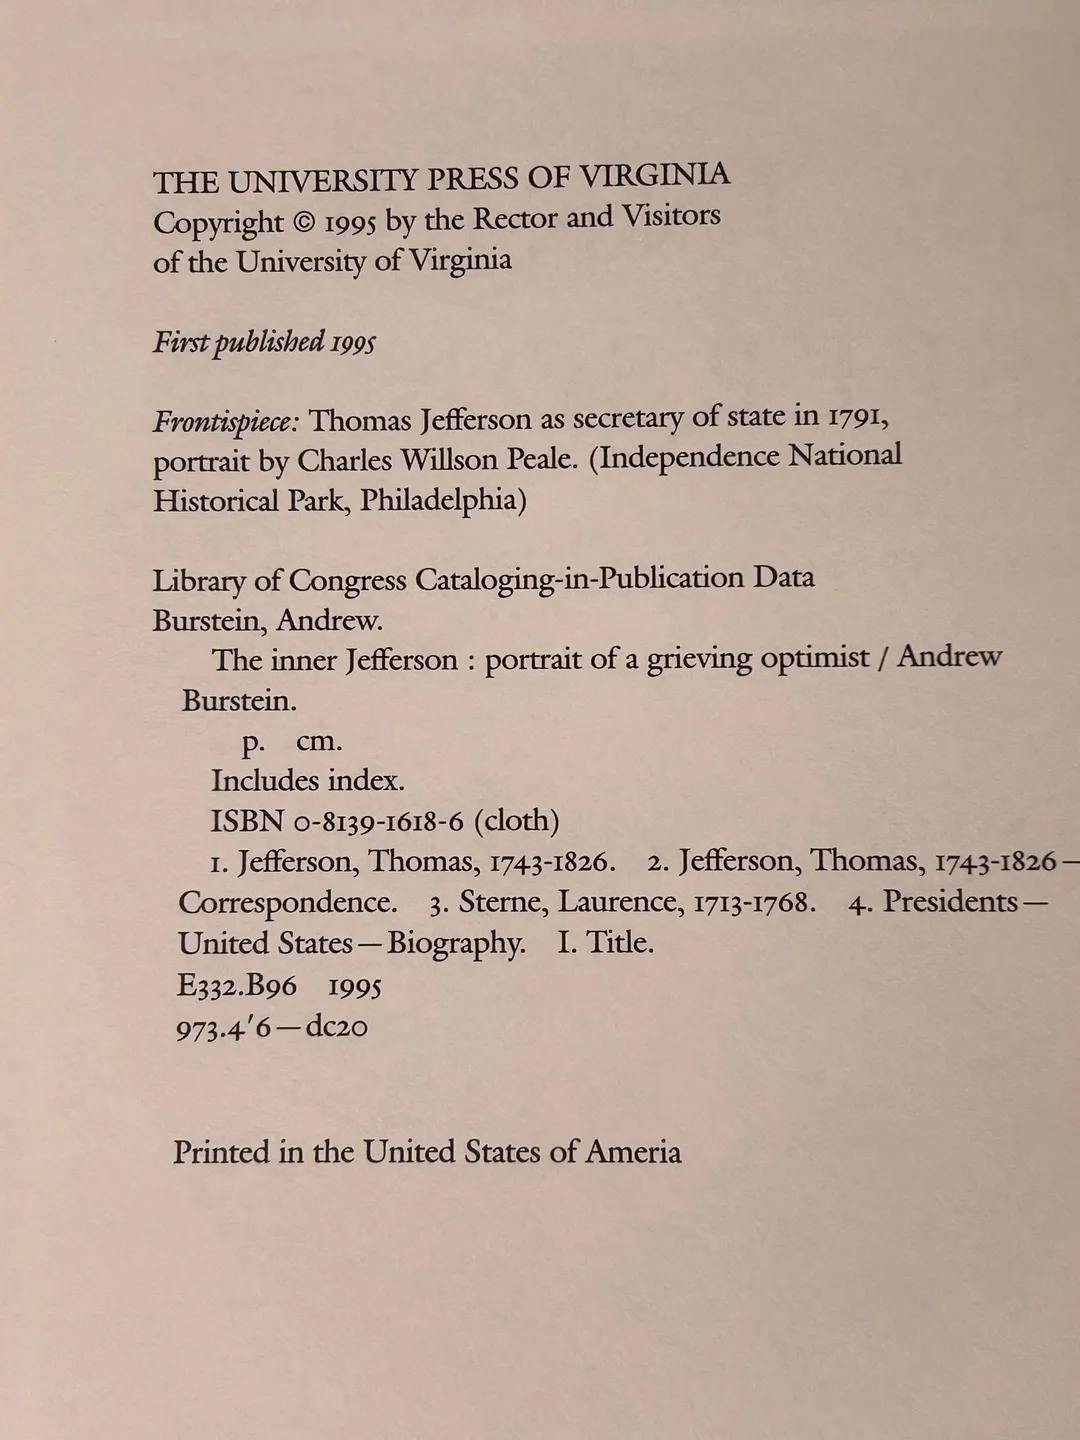 THE UNIVERSITY PRESS OF VIRGINIA
Copyright © 1995 by the Rector and Visitors
of the University of Virginia
First published 1995
Frontispiece: Thomas Jefferson as secretary of state in 1791,
portrait by Charles Willson Peale. (Independence National
Historical Park, Philadelphia)
Library of Congress Cataloging-in-Publication Data
Burstein, Andrew.
The inner Jefferson : portrait of a grieving optimist / Andrew
Burstein.
p. cm.
Includes index.
ISBN 0-8139-1618-6 (cloth)
1. Jefferson, Thomas, 1743-1826. 2. Jefferson, Thomas, 1743-1826—
Correspondence. 3. Sterne, Laurence, 1713-1768. 4. Presidents—
United States—Biography. I. Title.
E332.B96 1995
973.4'6—dc20
Printed in the United States of Ameria